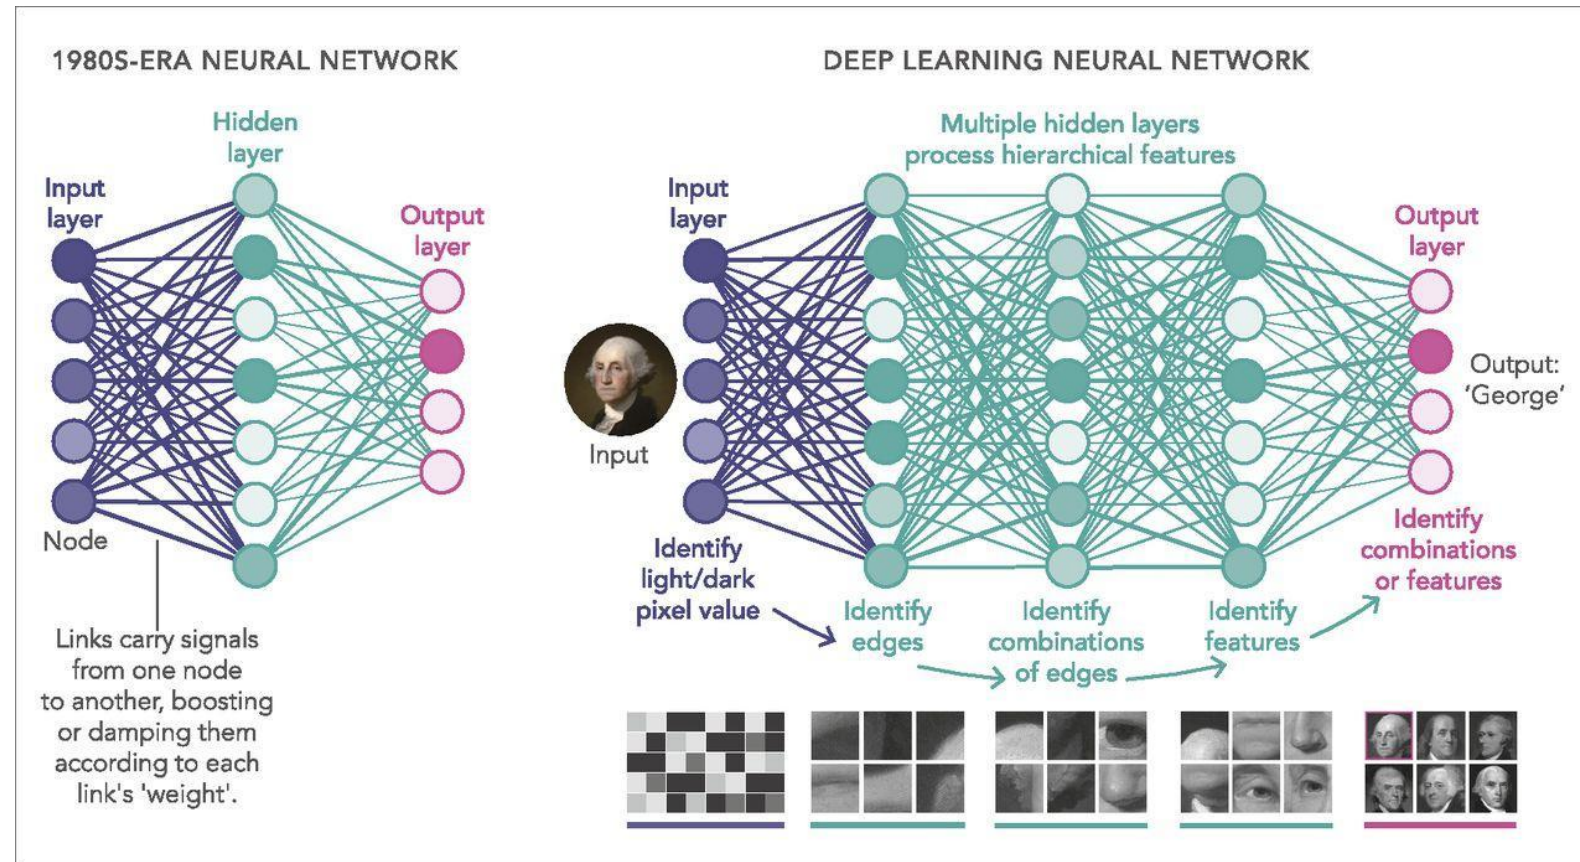 1980S-ERA NEURAL NETWORK
Hidden
layer
Input
layer
Output
layer
Node
Links carry signals
from one node
to another, boosting
or damping them
according to each
link's 'weight'.
DEEP LEARNING NEURAL NETWORK
Multiple hidden layers
process hierarchical features
Input
layer
Output
layer
Input
Output:
'George'
Identify
light/dark
pixel value
Identify
edges
Identify
combinations
of edges
Identify
features
Identify
combinations
or features